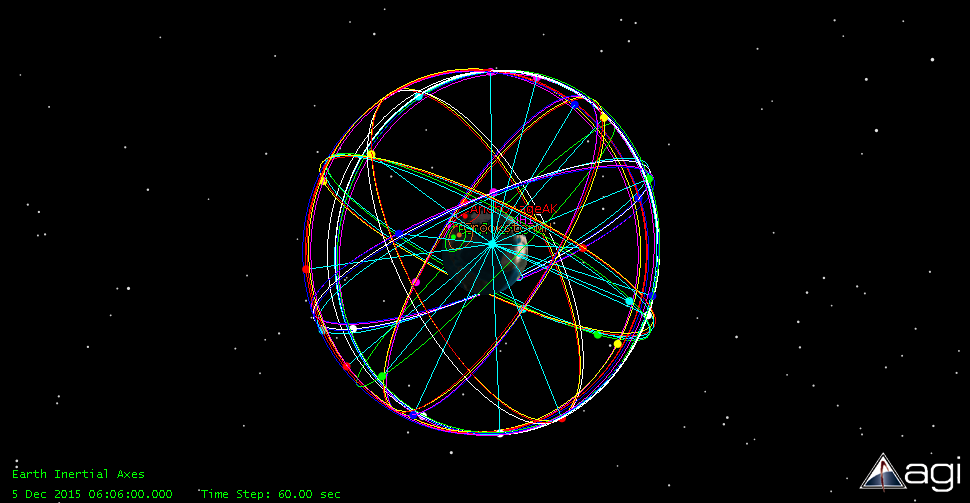 Earth Inertial Axes
5 Dec 2015 06:06:00.000 Time Step: 60.00 sec
agi